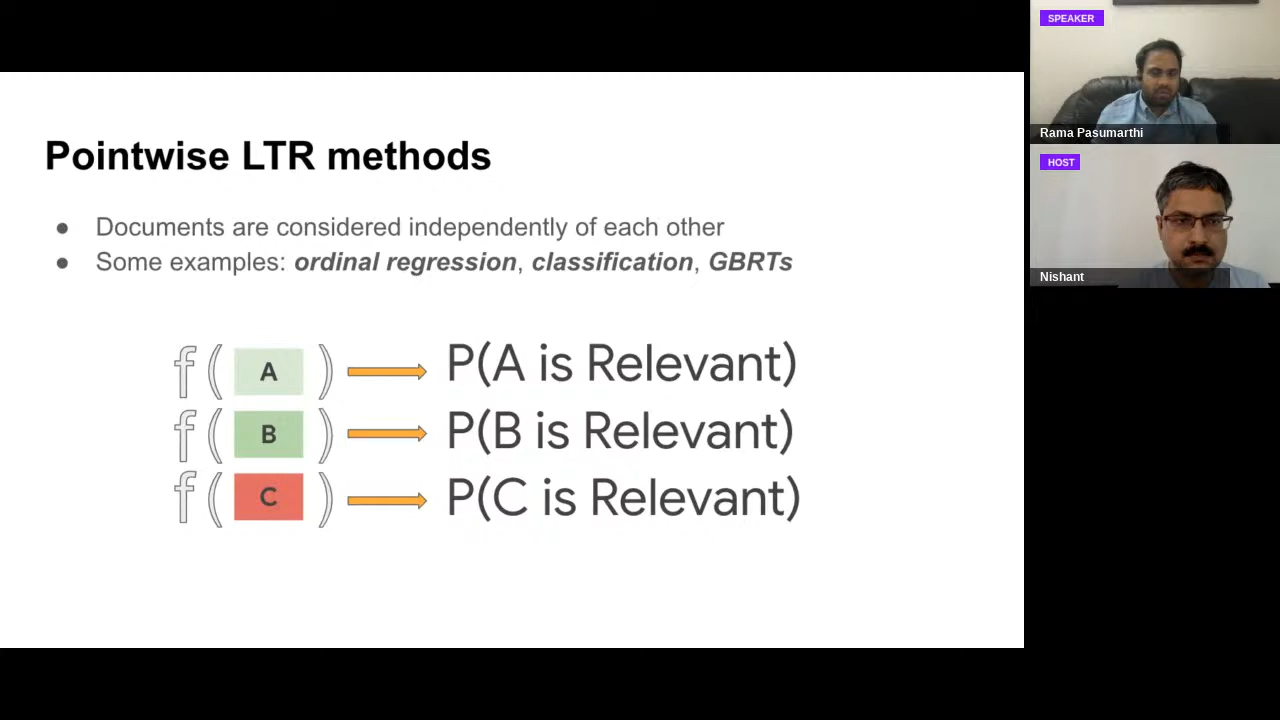 Pointwise LTR methods
● Documents are considered independently of each other
● Some examples: ordinal regression, classification, GBRTs
f ( A ) P(A is Relevant)
f ( B ) P(B is Relevant)
f ( C ) P(C is Relevant)
SPEAKER
Rama Pasumarthi
HOST
Nishant